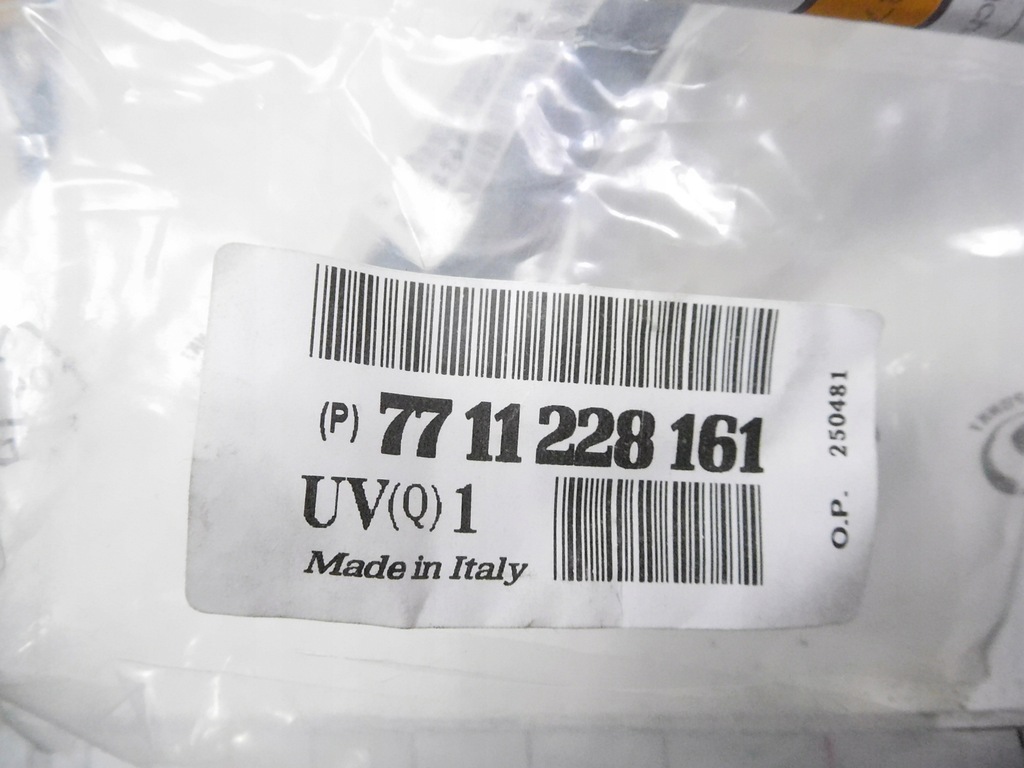 (P) 77 11 228 161
UV(Q) 1
Made in Italy
O.P. 250481